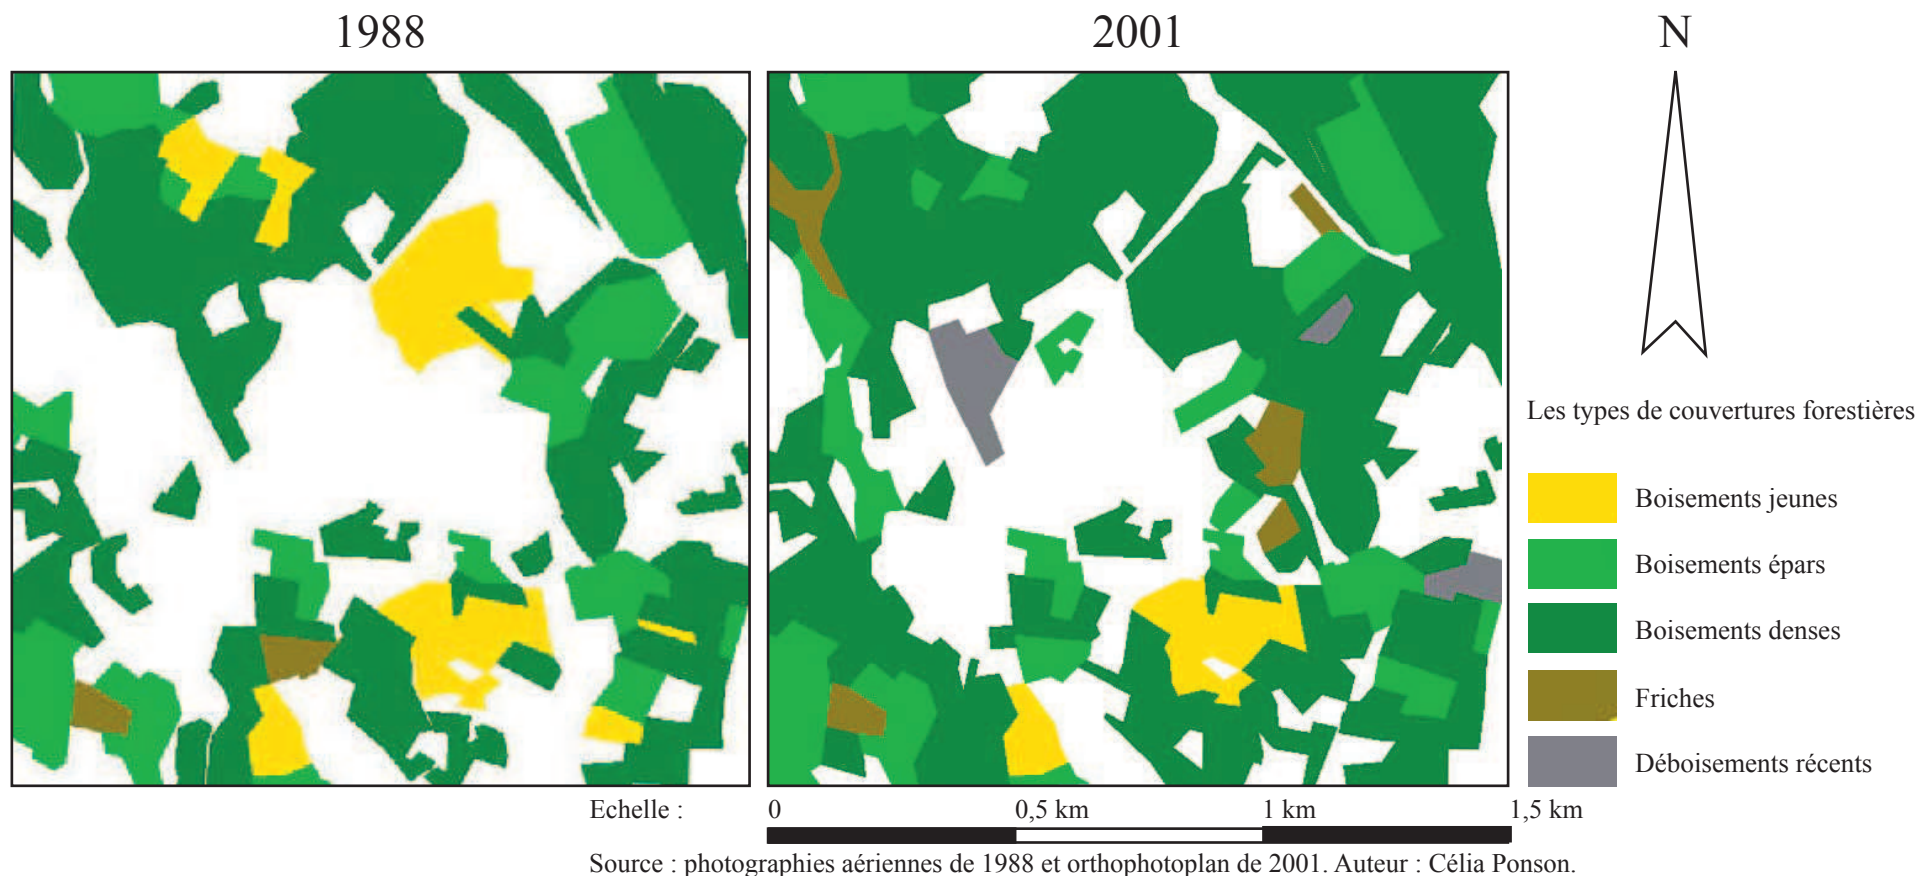 1988
2001
N
Les types de couvertures forestières
Boisements jeunes
Boisements épars
Boisements denses
Friches
Déboisements récents
Echelle :
0
0,5 km
1 km
1,5 km
Source : photographies aériennes de 1988 et orthophotoplan de 2001. Auteur : Célia Ponson.